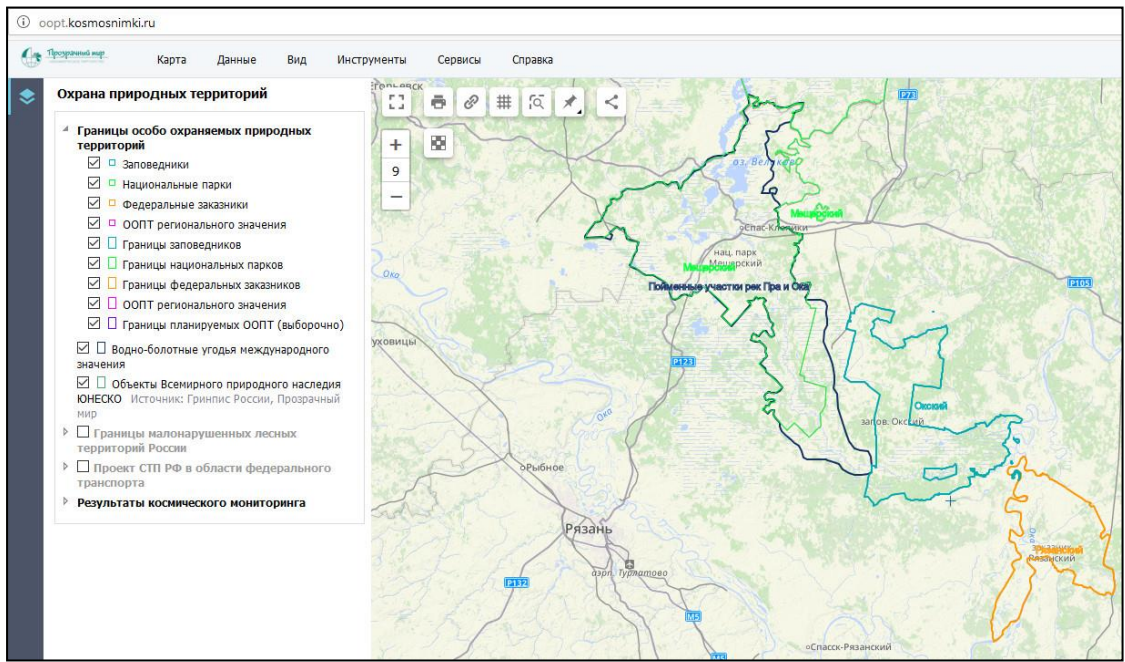 oopt.kosmosnimki.ru
Прозрачный мир
Карта Данные Вид Инструменты Сервисы Справка
Охрана природных территорий
Границы особо охраняемых природных
территорий
Заповедники
Национальные парки
Федеральные заказники
ООПТ регионального значения
Границы заповедников
Границы национальных парков
Границы федеральных заказников
ООПТ регионального значения
Границы планируемых ООПТ (выборочно)
Водно-болотные угодья международного
значения
Объекты Всемирного природного наследия
ЮНЕСКО Источник: Гринпис России, Прозрачный
мир
Границы малонарушенных лесных
территорий России
Проект СТП РФ в области федерального
транспорта
Результаты космического мониторинга
9
Р73
оз. Великое
Мещерский
Спас-Клепики
нац. парк
Мещерский
Мещерский
Ока
Пойменные участки рек Пра и Ока
Р105
уховицы
Р123
Окский
запов. Окский
Ока
Рыбное
Рязань
Ока
заказник
Рязанский
Рязанский
аэрп. Турлатово
Р132
М5
Спасск-Рязанский
М5